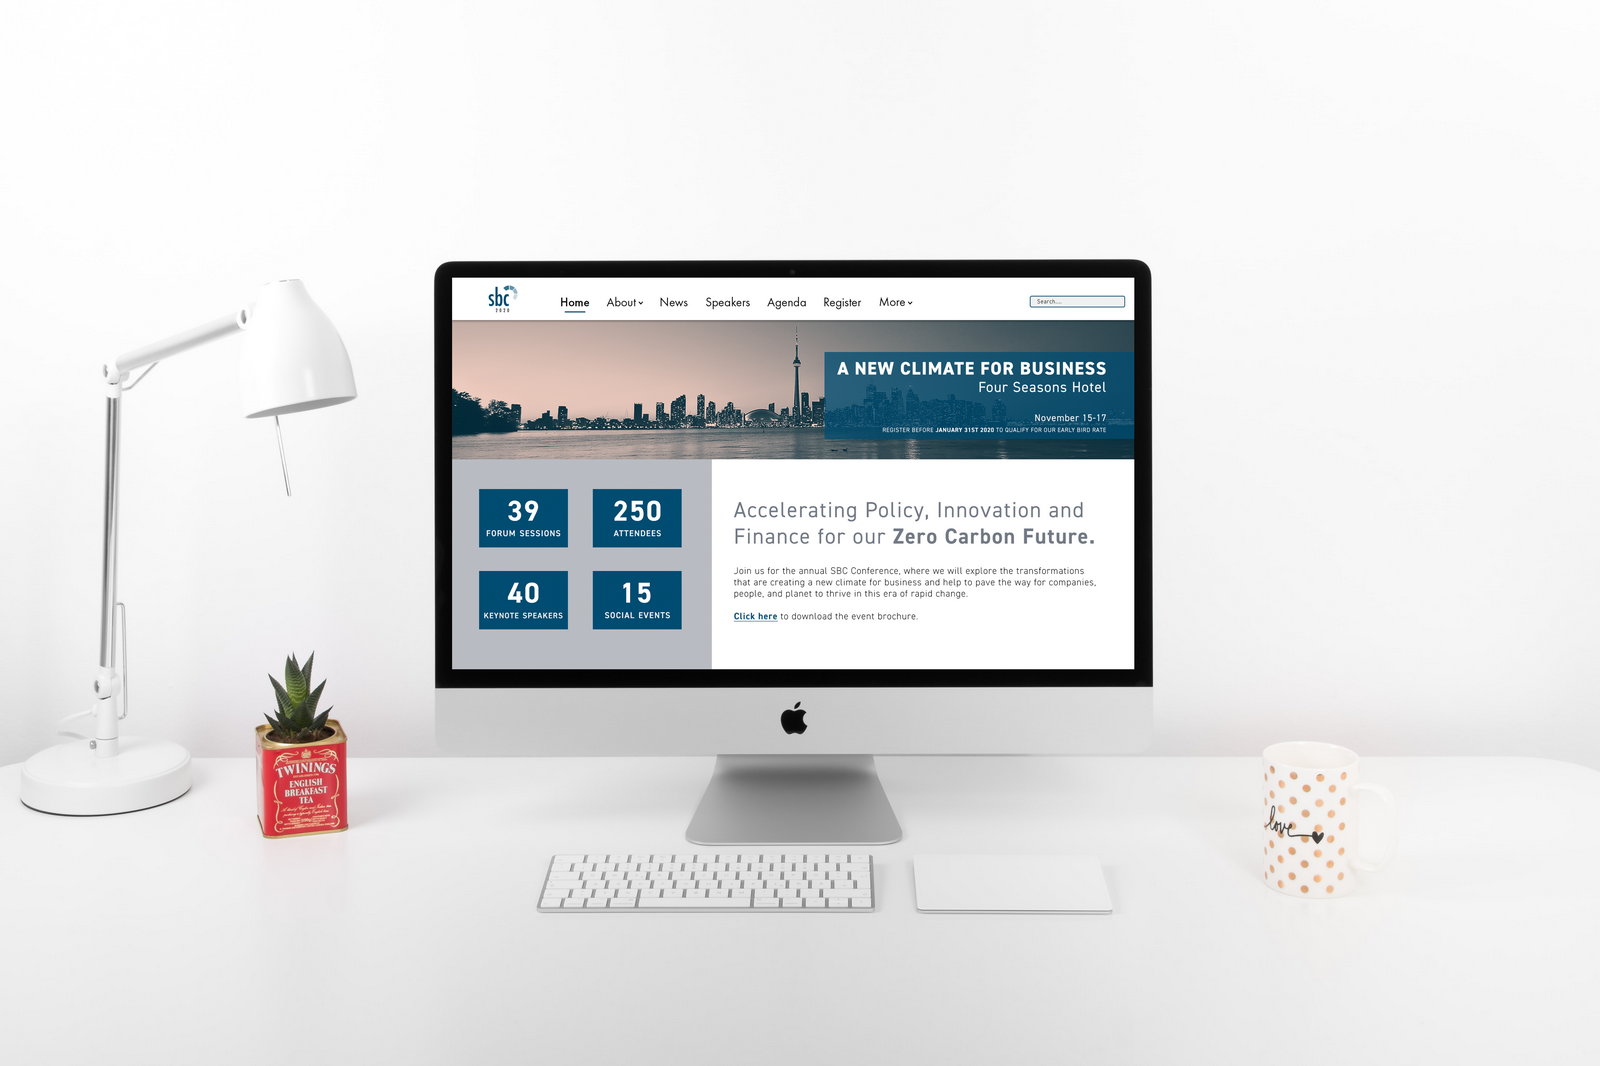 sbc
2020
Home About News Speakers Agenda Register More
Search....
A NEW CLIMATE FOR BUSINESS
Four Seasons Hotel
November 15-17
REGISTER BEFORE JANUARY 31ST 2020 TO QUALIFY FOR OUR EARLY BIRD RATE
39
FORUM SESSIONS
250
ATTENDEES
40
KEYNOTE SPEAKERS
15
SOCIAL EVENTS
Accelerating Policy, Innovation and
Finance for our Zero Carbon Future.
Join us for the annual SBC Conference, where we will explore the transformations
that are creating a new climate for business and help to pave the way for companies,
people, and planet to thrive in this era of rapid change.
Click here to download the event brochure.
TWININGS
ENGLISH
BREAKFAST
TEA
love